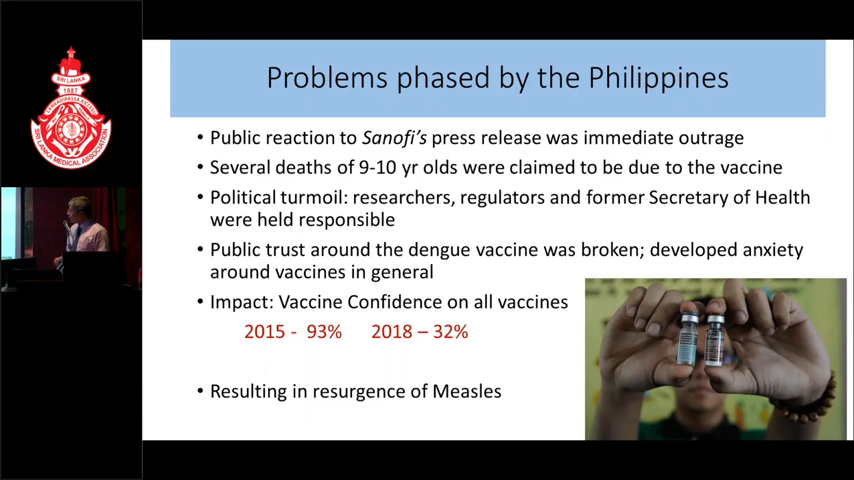 SRI LANKA
1887
SRI LANKA MEDICAL ASSOCIATION
Problems phased by the Philippines
• Public reaction to Sanofi's press release was immediate outrage
• Several deaths of 9-10 yr olds were claimed to be due to the vaccine
• Political turmoil: researchers, regulators and former Secretary of Health
were held responsible
• Public trust around the dengue vaccine was broken; developed anxiety
around vaccines in general
• Impact: Vaccine Confidence on all vaccines
2015 - 93% 2018 – 32%
• Resulting in resurgence of Measles